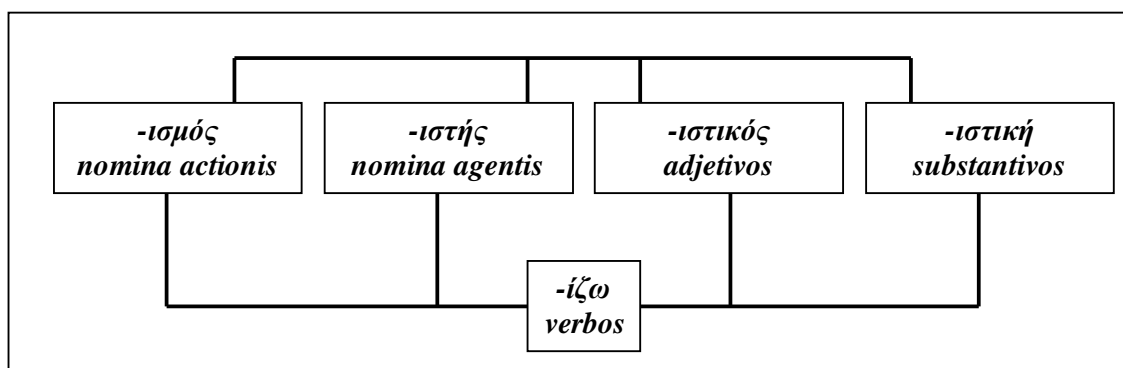 -ισμός
nomina actionis
-ιστής
nomina agentis
-ιστικός
adjetivos
-ιστική
substantivos
-ίζω
verbos